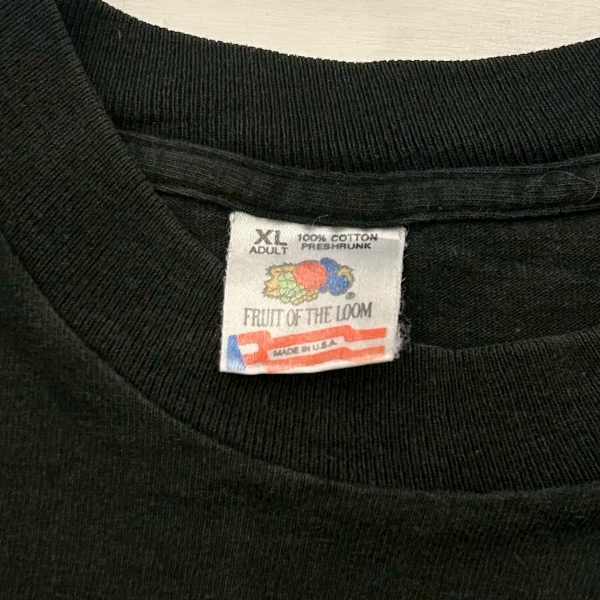 XL 100% COTTON
ADULT PRESHRUNK
®
FRUIT OF THE LOOM
MADE IN U.S.A.